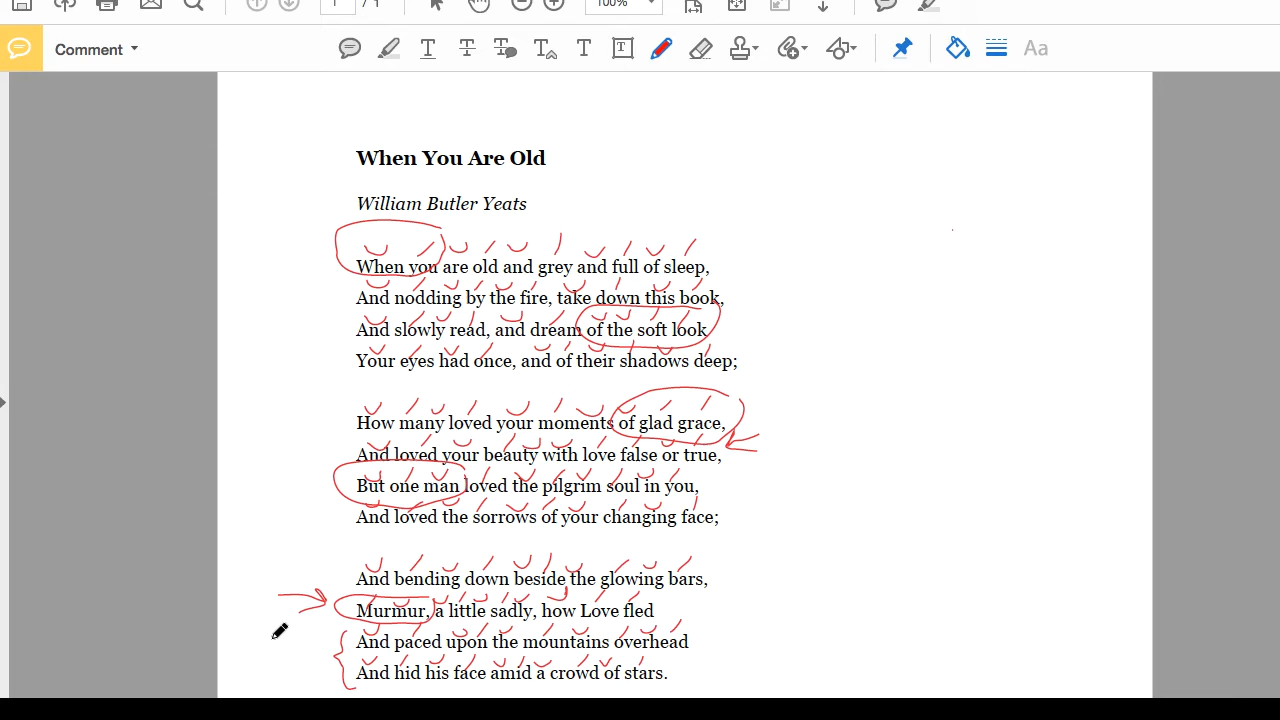 1 / 1
100%
Comment
T T T T T T Aa
When You Are Old
William Butler Yeats
When you are old and grey and full of sleep,
And nodding by the fire, take down this book,
And slowly read, and dream of the soft look
Your eyes had once, and of their shadows deep;
How many loved your moments of glad grace,
And loved your beauty with love false or true,
But one man loved the pilgrim soul in you,
And loved the sorrows of your changing face;
And bending down beside the glowing bars,
Murmur, a little sadly, how Love fled
And paced upon the mountains overhead
And hid his face amid a crowd of stars.